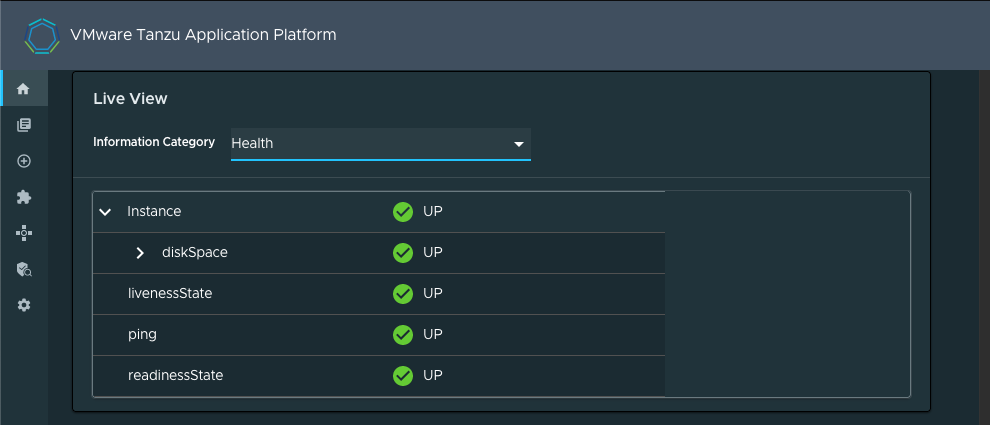 VMware Tanzu Application Platform
Live View
Information Category
Health
Instance UP
diskSpace UP
livenessState UP
ping UP
readinessState UP